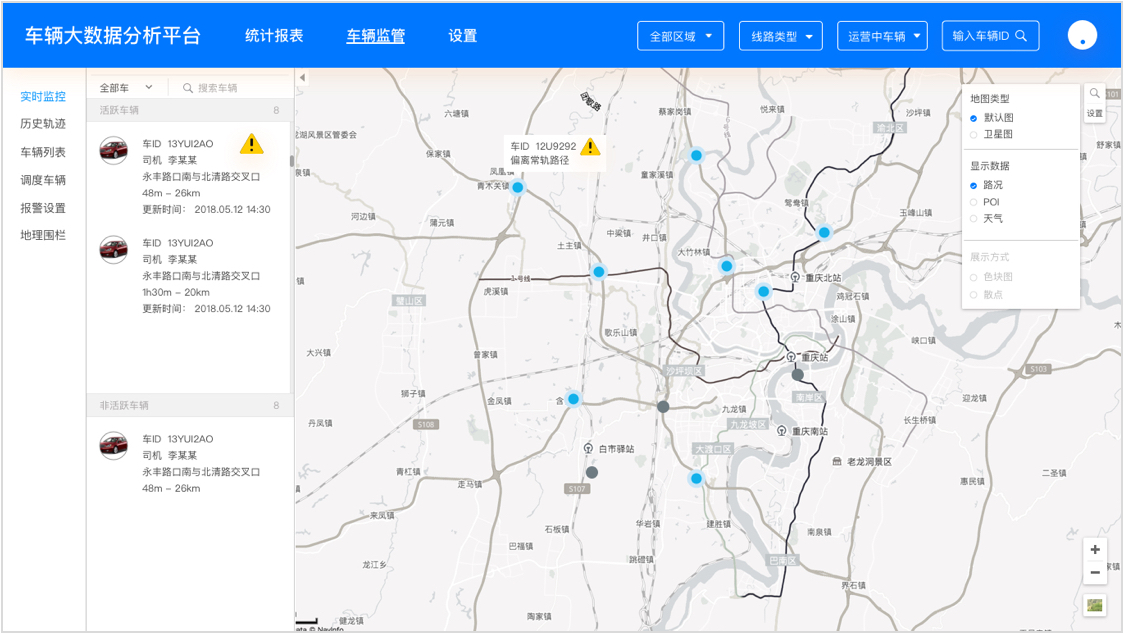 车辆大数据分析平台
统计报表
车辆监管
设置
全部区域
线路类型
运营中车辆
输入车辆ID
实时监控
历史轨迹
车辆列表
调度车辆
报警设置
地理围栏
全部车
搜索车辆
活跃车辆 8
车ID 13YUI2AO
司机 李某某
永丰路口南与北清路交叉口
48m – 26km
更新时间： 2018.05.12 14:30
车ID 13YUI2AO
司机 李某某
永丰路口南与北清路交叉口
1h30m – 20km
更新时间： 2018.05.12 14:30
非活跃车辆 8
车ID 13YUI2AO
司机 李某某
永丰路口南与北清路交叉口
48m – 26km
车ID 12U9292
偏离常轨路径
地图类型
默认图
卫星图
显示数据
路况
POI
天气
展示方式
色块图
散点
设置
六塘镇
蔡家岗镇
悦来镇
沙坪镇
渝北区
舒家镇
保家镇
凤凰镇
青木关镇
童家溪镇
鸳鸯镇
玉峰山镇
河边镇
蒲元镇
中梁镇
井口镇
土主镇
大竹林镇
重庆北站
1号线
虎溪镇
鸡冠石镇
璧山区
涂山镇
歌乐山镇
峡口镇
大兴镇
曾家镇
重庆站
沙坪坝区
S103
狮子镇
金凤镇
含
南岸区
迎龙镇
九龙镇
丹凤镇
S108
九龙坡区
长生桥镇
重庆南站
白市驿站
大渡口区
老龙洞景区
青杠镇
走马镇
S107
惠民镇
二圣镇
来凤镇
石板镇
华岩镇
建胜镇
南泉镇
巴福镇
跳磴镇
龙江乡
巴南区
界石镇
陶家镇
健龙镇
ata © NavInfo